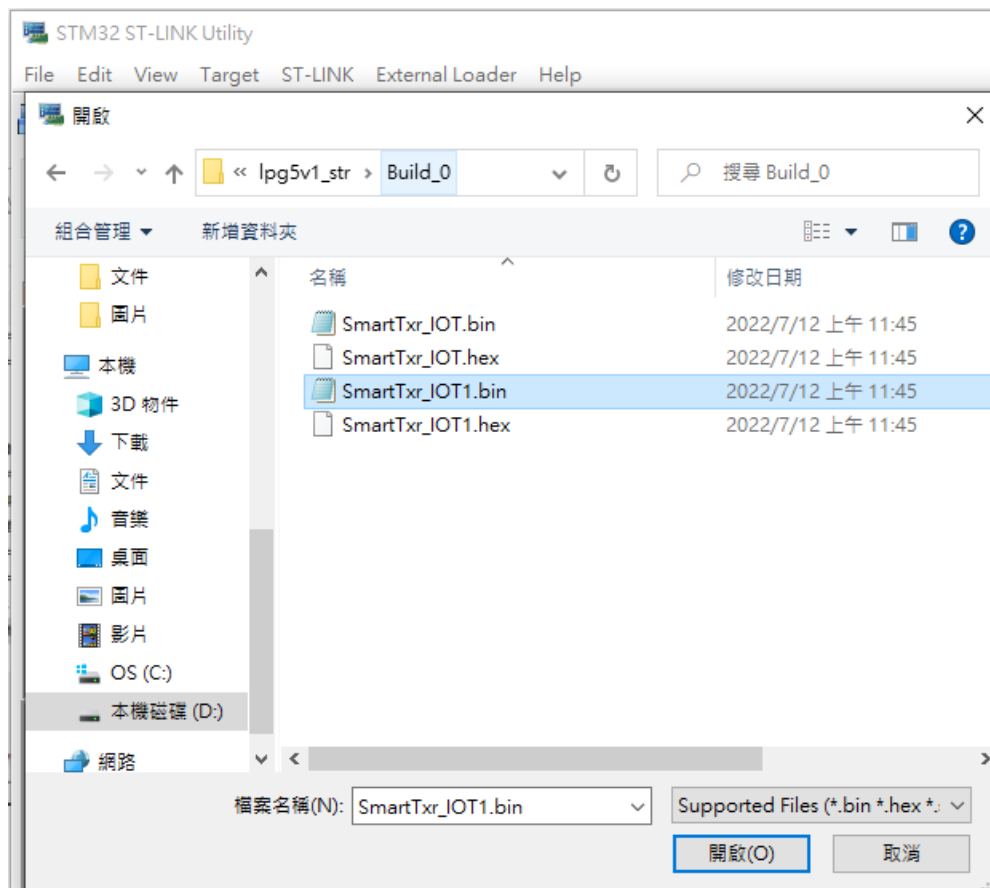 STM32 ST-LINK Utility
File Edit View Target ST-LINK External Loader Help
開啟
« lpg5v1_str › Build_0
搜尋 Build_0
組合管理 新增資料夾
名稱 修改日期
文件
圖片
本機
3D 物件
下載
文件
音樂
桌面
圖片
影片
OS (C:)
本機磁碟 (D:)
網路
SmartTxr_IOT.bin 2022/7/12 上午 11:45
SmartTxr_IOT.hex 2022/7/12 上午 11:45
SmartTxr_IOT1.bin 2022/7/12 上午 11:45
SmartTxr_IOT1.hex 2022/7/12 上午 11:45
檔案名稱(N): SmartTxr_IOT1.bin Supported Files (*.bin *.hex *.
開啟(O) 取消